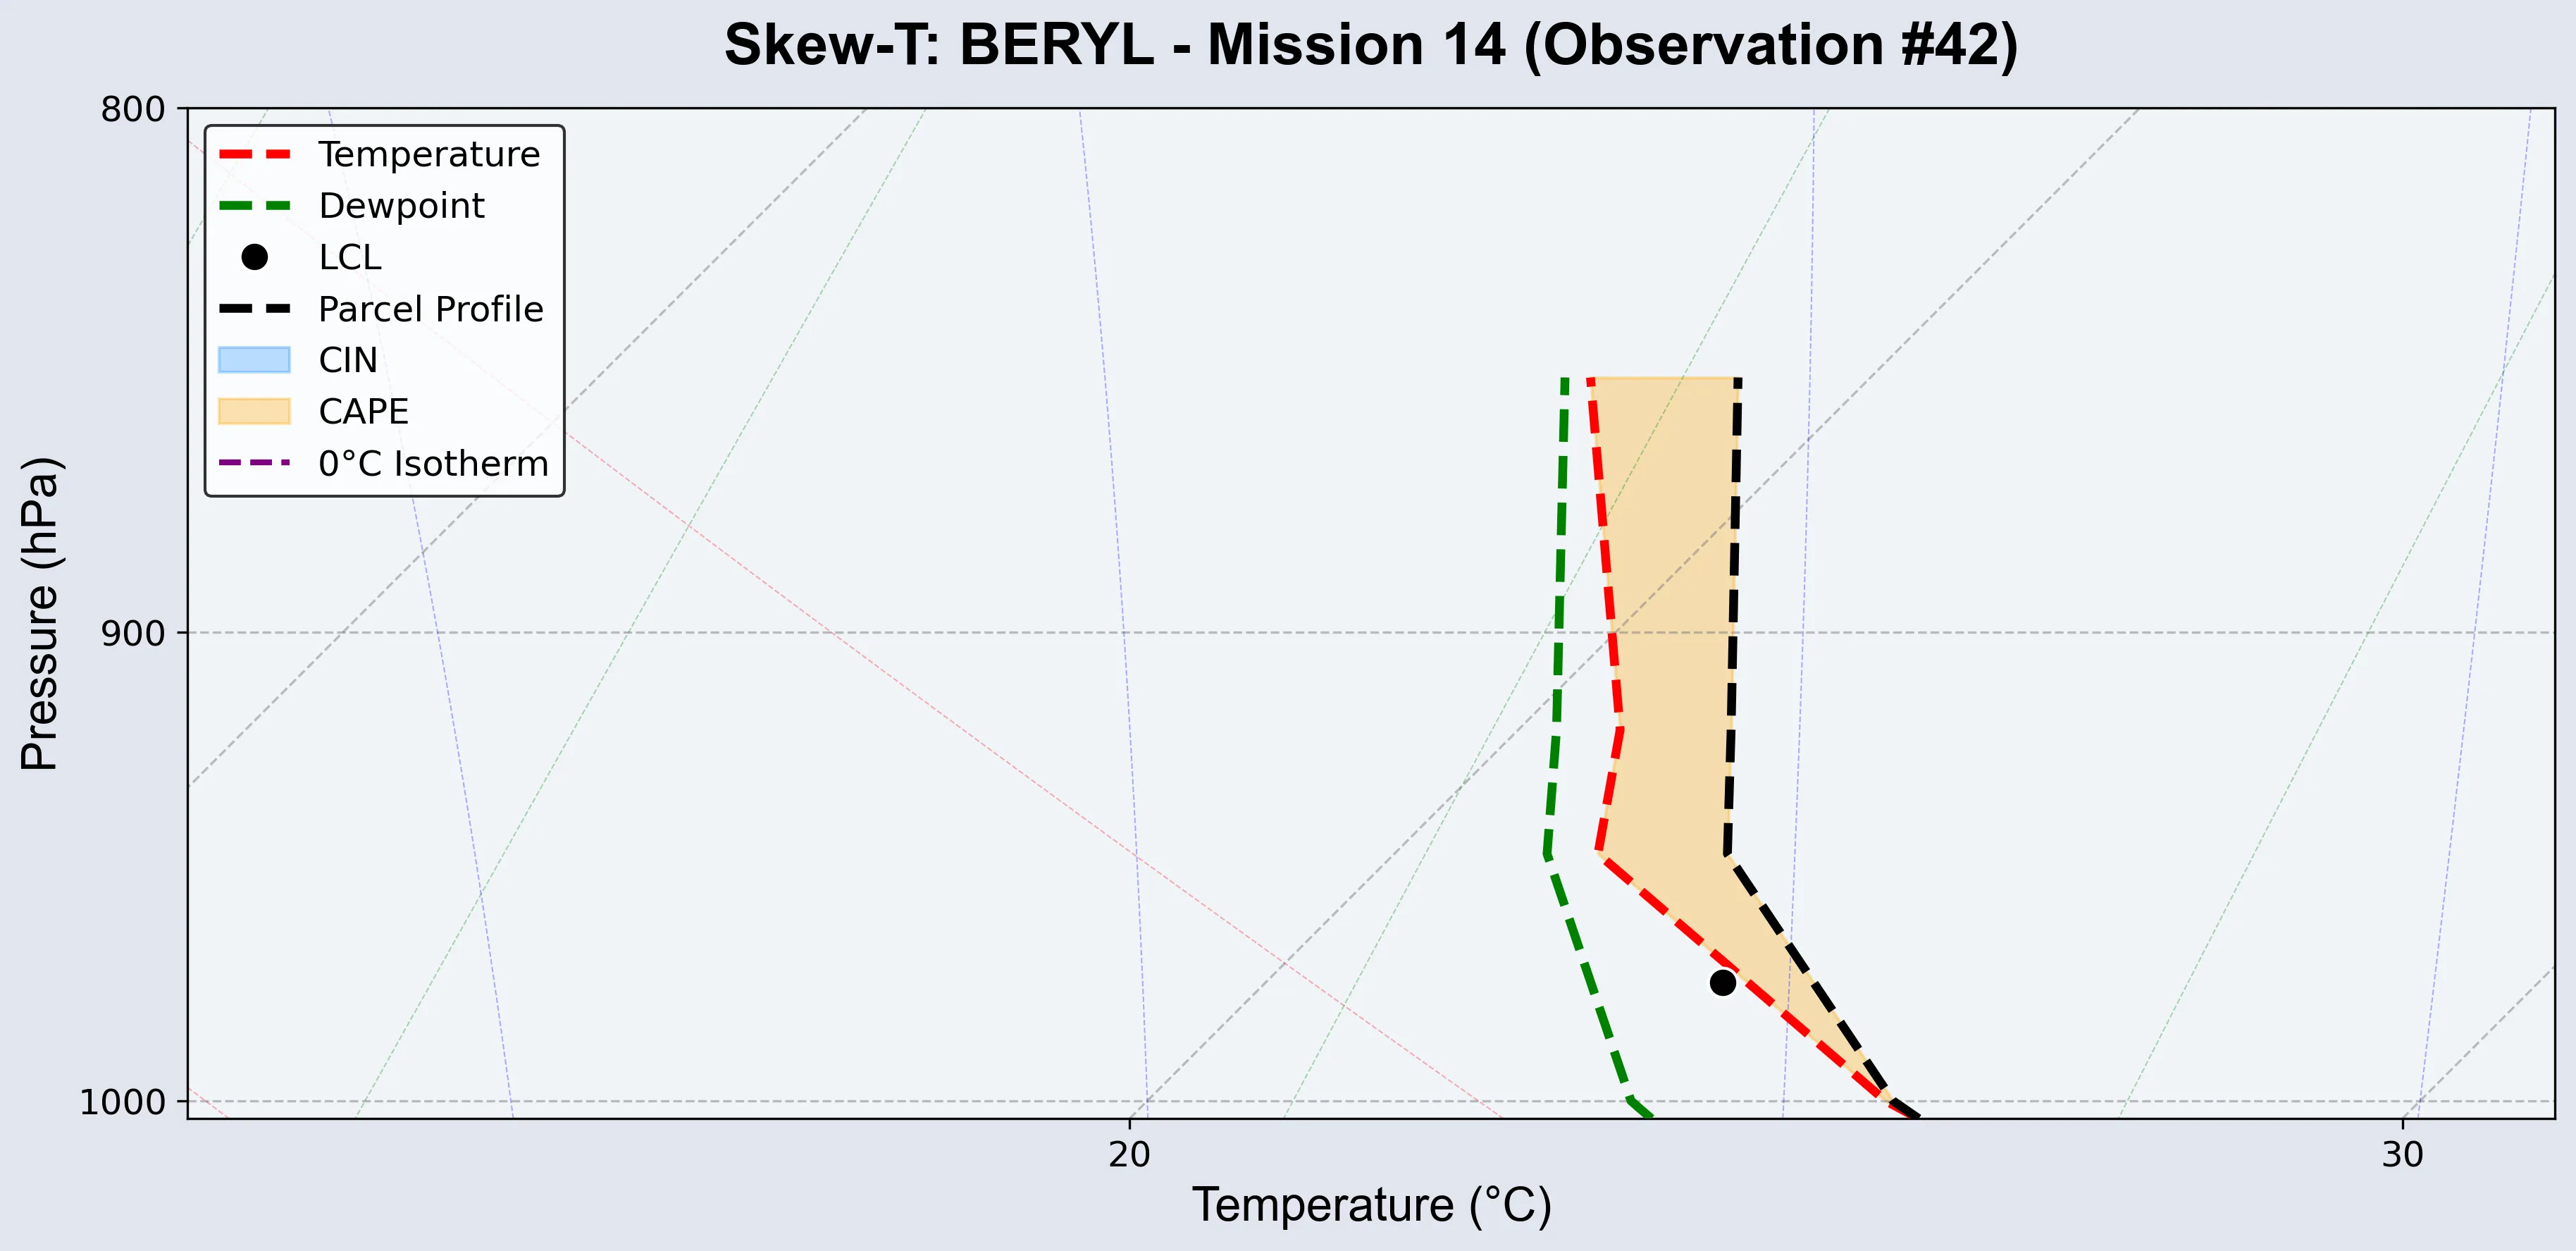 Skew-T: BERYL - Mission 14 (Observation #42)
800
900
1000
Pressure (hPa)
Temperature
Dewpoint
LCL
Parcel Profile
CIN
CAPE
0°C Isotherm
20
30
Temperature (°C)